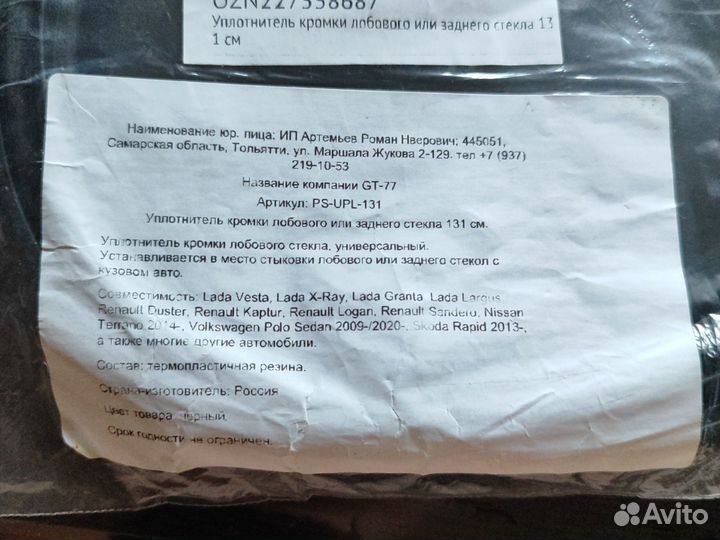 OZN227558687
Уплотнитель кромки лобового или заднего стекла 13
1 см
Наименование юр. лица: ИП Артемьев Роман Нверович; 445051,
Самарская область, Тольятти, ул. Маршала Жукова 2-129. тел +7 (937)
219-10-53
Название компании GT-77
Артикул: PS-UPL-131
Уплотнитель кромки лобового или заднего стекла 131 см.
Уплотнитель кромки лобового стекла, универсальный.
Устанавливается в место стыковки лобового или заднего стекол с
кузовом авто.
Совместимость: Lada Vesta, Lada X-Ray, Lada Granta, Lada Largus,
Renault Duster, Renault Kaptur, Renault Logan, Renault Sandero, Nissan
Terrano 2014-, Volkswagen Polo Sedan 2009-/2020-, Skoda Rapid 2013-,
а также многие другие автомобили.
Состав: термопластичная резина.
Страна-изготовитель: Россия
Цвет товара: черный.
Срок годности не ограничен.
Avito